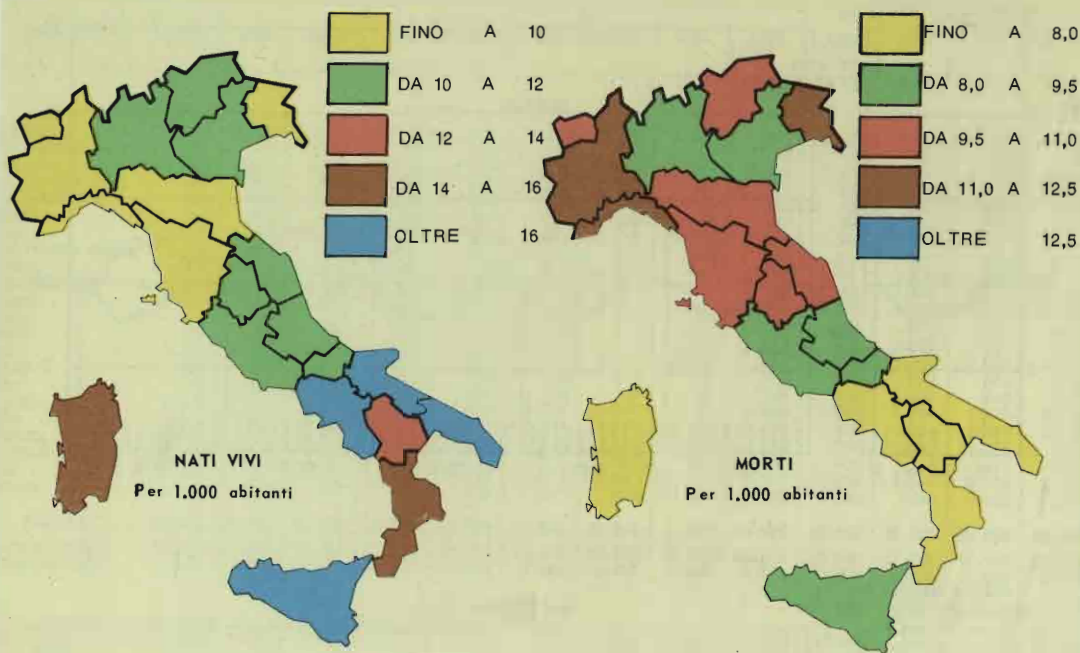 FINO A 10
DA 10 A 12
DA 12 A 14
DA 14 A 16
OLTRE 16
NATI VIVI
Per 1.000 abitanti
FINO A 8,0
DA 8,0 A 9,5
DA 9,5 A 11,0
DA 11,0 A 12,5
OLTRE 12,5
MORTI
Per 1.000 abitanti